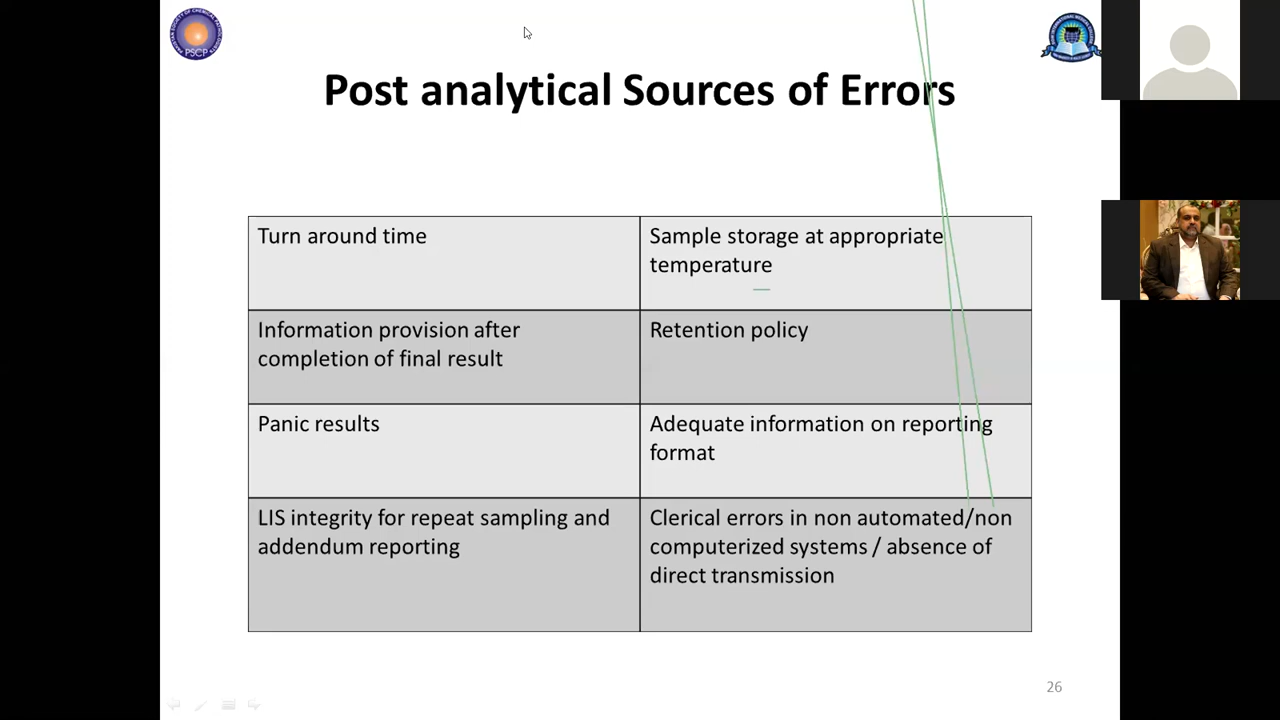 PSCP
Post analytical Sources of Errors
Turn around time
Sample storage at appropriate
temperature
Information provision after
completion of final result
Retention policy
Panic results
Adequate information on reporting
format
LIS integrity for repeat sampling and
addendum reporting
Clerical errors in non automated/non
computerized systems / absence of
direct transmission
26